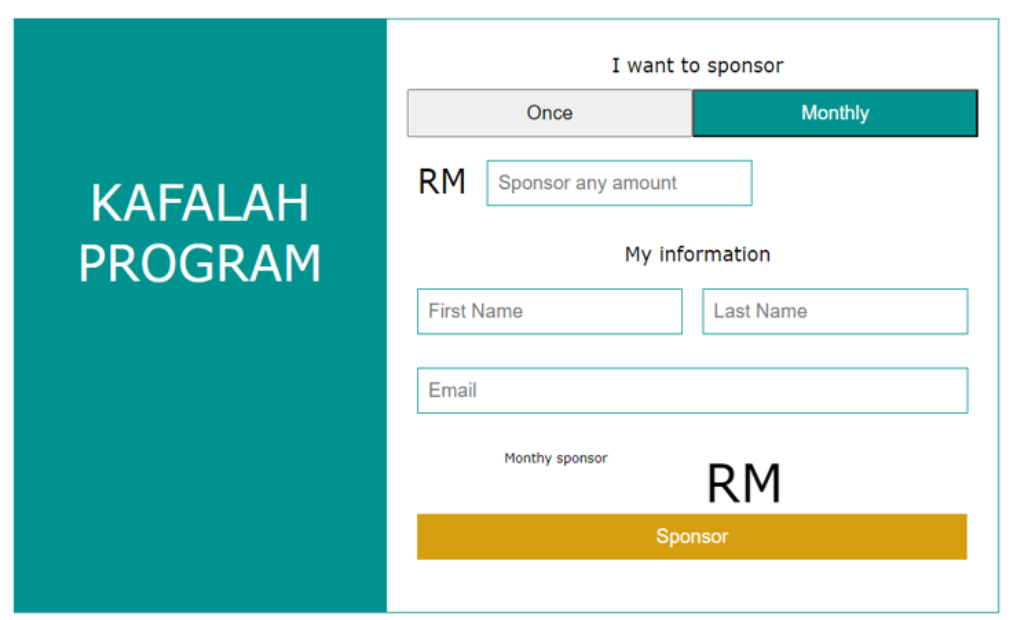 KAFALAH
PROGRAM
I want to sponsor
Once
Monthly
RM
Sponsor any amount
My information
First Name
Last Name
Email
Monthy sponsor
RM
Sponsor